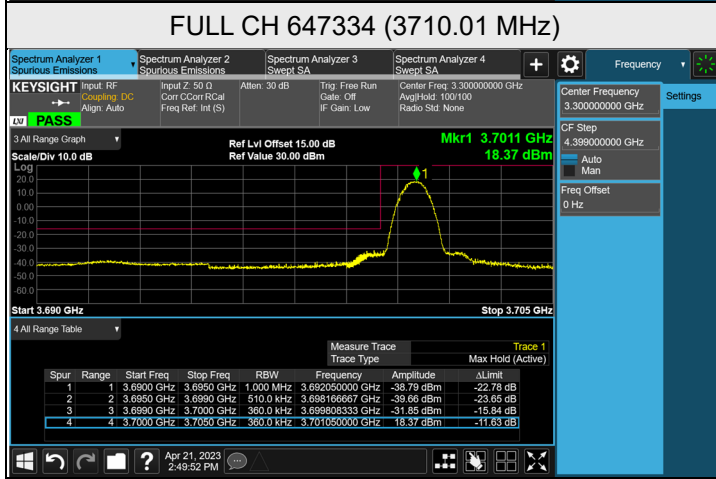 FULL CH 647334 (3710.01 MHz)
Spectrum Analyzer 1
Spurious Emissions
Spectrum Analyzer 2
Spurious Emissions
Spectrum Analyzer 3
Swept SA
Spectrum Analyzer 4
Swept SA
+
Frequency
KEYSIGHT
Input: RF
Coupling: DC
Align: Auto
Input Z: 50 Ω
Corr CCorr RCal
Freq Ref: Int (S)
Atten: 30 dB
Trig: Free Run
Gate: Off
IF Gain: Low
Center Freq: 3.300000000 GHz
Avg|Hold: 100/100
Radio Std: None
LXI PASS
Center Frequency
3.300000000 GHz
Settings
CF Step
4.399000000 GHz
Auto
Man
Freq Offset
0 Hz
3 All Range Graph
Scale/Div 10.0 dB
Ref Lvl Offset 15.00 dB
Ref Value 30.00 dBm
Mkr1 3.7011 GHz
18.37 dBm
Log
20.0
10.0
0.00
-10.0
-20.0
-30.0
-40.0
-50.0
-60.0
1
Start 3.690 GHz
Stop 3.705 GHz
4 All Range Table
Measure Trace Trace 1
Trace Type Max Hold (Active)
Spur Range Start Freq Stop Freq RBW Frequency Amplitude ΔLimit
1 1 3.6900 GHz 3.6950 GHz 1.000 MHz 3.692050000 GHz -38.79 dBm -22.78 dB
2 2 3.6950 GHz 3.6990 GHz 510.0 kHz 3.698166667 GHz -39.66 dBm -23.65 dB
3 3 3.6990 GHz 3.7000 GHz 360.0 kHz 3.699808333 GHz -31.85 dBm -15.84 dB
4 4 3.7000 GHz 3.7050 GHz 360.0 kHz 3.701050000 GHz 18.37 dBm -11.63 dB
?
Apr 21, 2023
2:49:52 PM